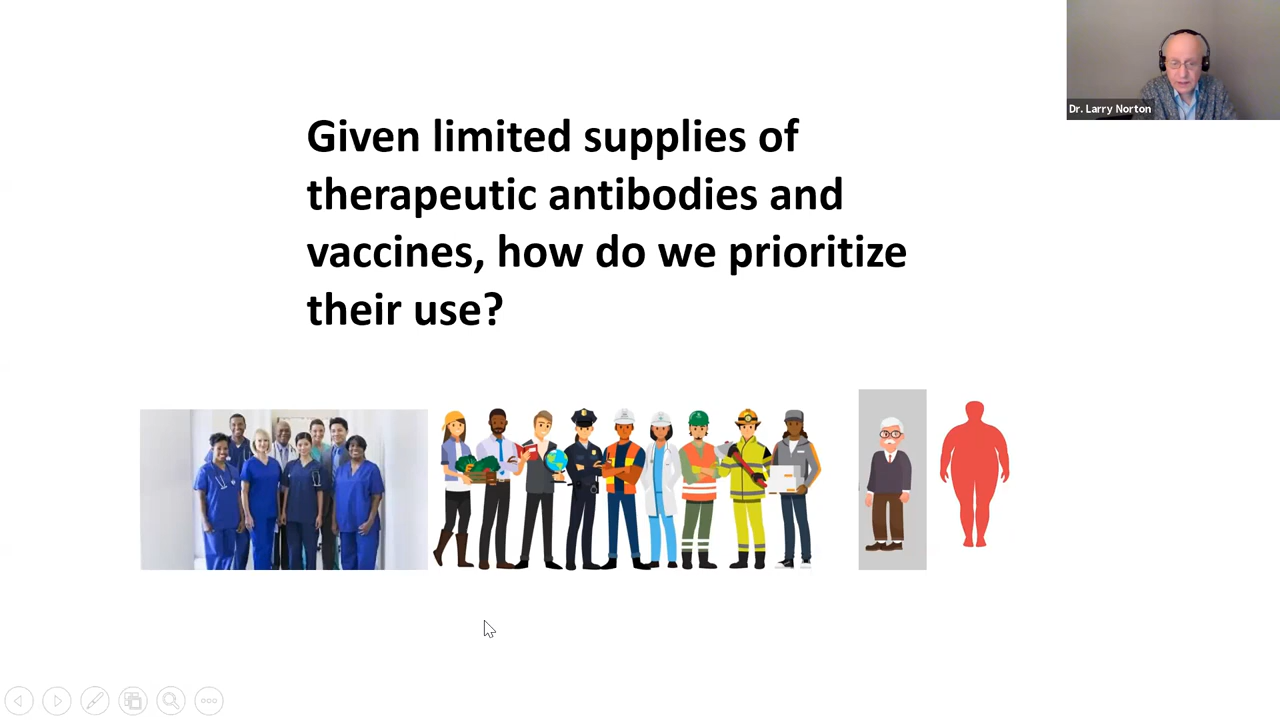 Dr. Larry Norton
Given limited supplies of
therapeutic antibodies and
vaccines, how do we prioritize
their use?